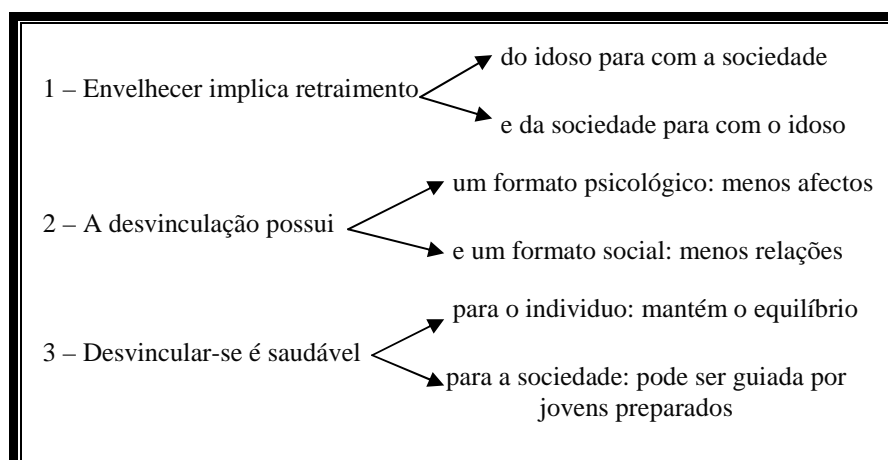 do idoso para com a sociedade
1 – Envelhecer implica retraimento
e da sociedade para com o idoso
um formato psicológico: menos afectos
2 – A desvinculação possui
e um formato social: menos relações
para o individuo: mantém o equilíbrio
3 – Desvincular-se é saudável
para a sociedade: pode ser guiada por
jovens preparados